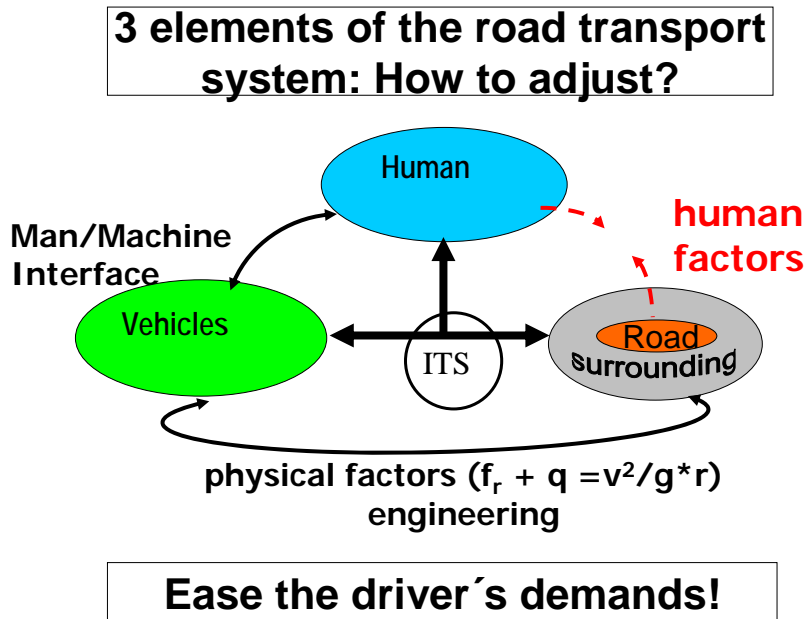 3 elements of the road transport
system: How to adjust?
Human
human
factors
Man/Machine
Interface
Vehicles
ITS
Road
surrounding
physical factors (fᵣ + q =v²/g*r)
engineering
Ease the driver´s demands!